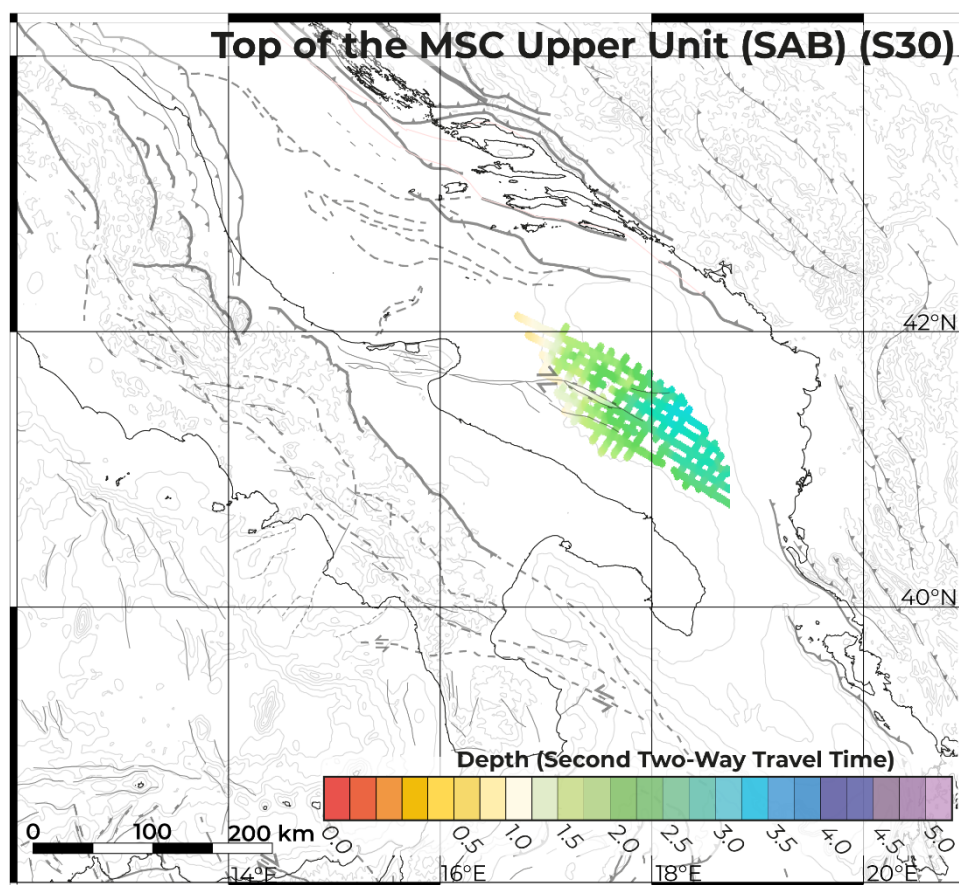 Top of the MSC Upper Unit (SAB) (S30)
42°N
40°N
Depth (Second Two-Way Travel Time)
0.0 0.5 1.0 1.5 2.0 2.5 3.0 3.5 4.0 4.5 5.0
0 100 200 km
14°E 16°E 18°E 20°E